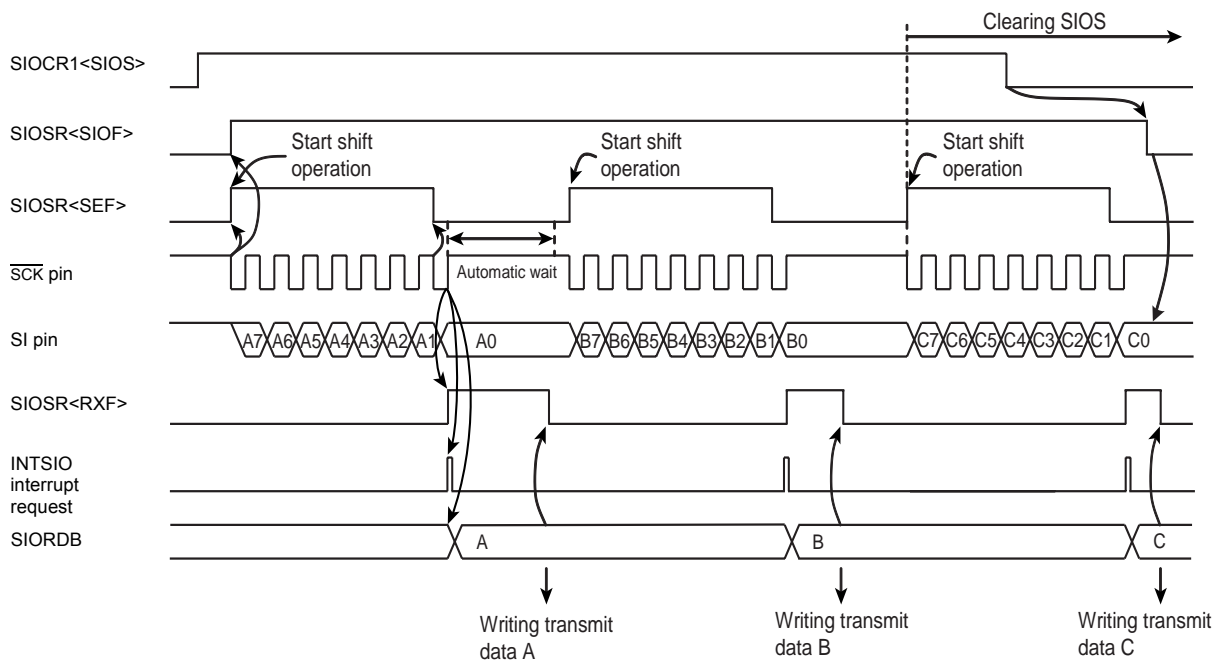 Clearing SIOS
SIOCR1<SIOS>
SIOSR<SIOF>
Start shift
operation
Start shift
operation
Start shift
operation
SIOSR<SEF>
SCK pin
Automatic wait
SI pin
A7 A6 A5 A4 A3 A2 A1 A0 B7 B6 B5 B4 B3 B2 B1 B0 C7 C6 C5 C4 C3 C2 C1 C0
SIOSR<RXF>
INTSIO
interrupt
request
SIORDB
A B C
Writing transmit
data A
Writing transmit
data B
Writing transmit
data C